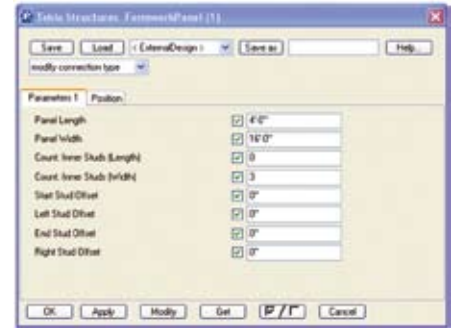 Tekla Structures FormworkPanel (1)
Save Load < ExternalDesign > Save as Help...
modify connection type
Parameters 1 Position
Panel Length 4'0"
Panel Width 16'0"
Count Inner Studs (Length) 0
Count Inner Studs (Width) 3
Start Stud Offset 0"
Left Stud Offset 0"
End Stud Offset 0"
Right Stud Offset 0"
OK Apply Modify Get Cancel